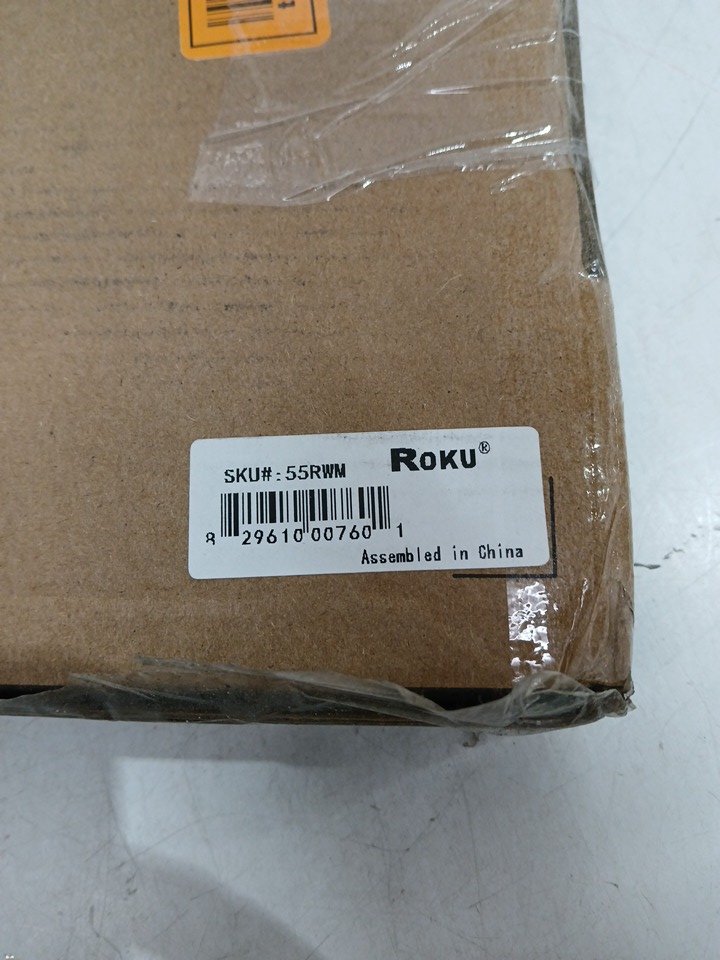 SKU#:55RWM ROKU®
8 29610 00760 1
Assembled in China